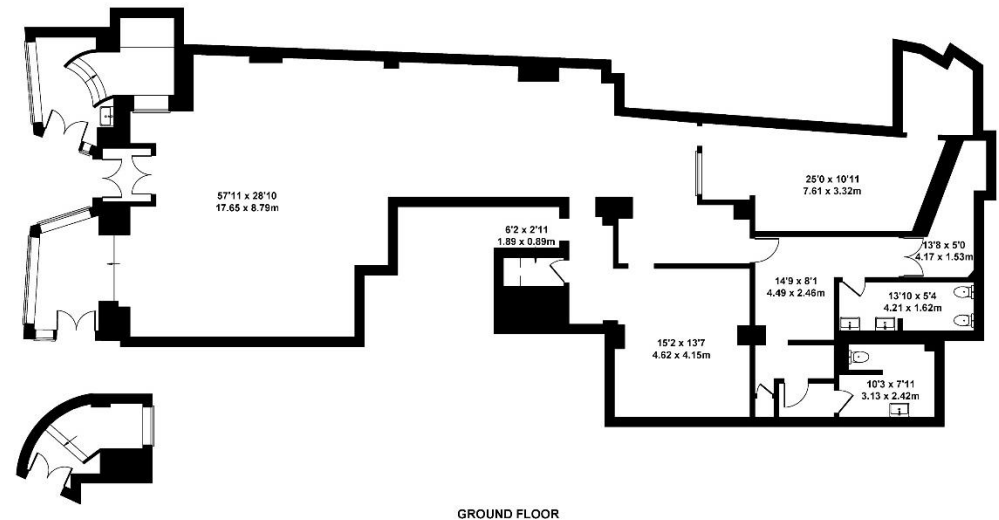 57'11 x 28'10
17.65 x 8.79m
25'0 x 10'11
7.61 x 3.32m
6'2 x 2'11
1.89 x 0.89m
13'8 x 5'0
4.17 x 1.53m
14'9 x 8'1
4.49 x 2.46m
13'10 x 5'4
4.21 x 1.62m
15'2 x 13'7
4.62 x 4.15m
10'3 x 7'11
3.13 x 2.42m
GROUND FLOOR